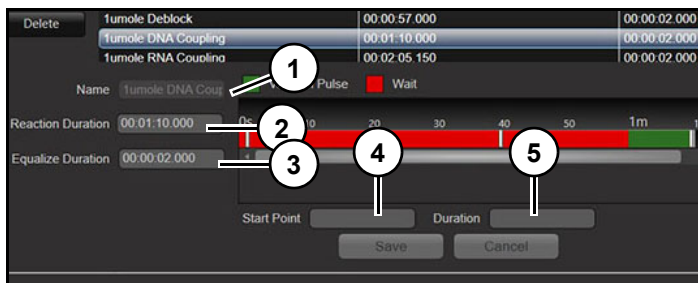 Delete
1umole Deblock 00:00:57.000 00:00:02.000
1umole DNA Coupling 00:01:10.000 00:00:02.000
1umole RNA Coupling 00:02:05.150 00:00:02.000
1
Name 1umole DNA Coup
Pulse Wait
0s 10 20 30 40 50 1m
Reaction Duration 00:01:10.000
2
Equalize Duration 00:00:02.000
3
4
5
Start Point Duration
Save Cancel